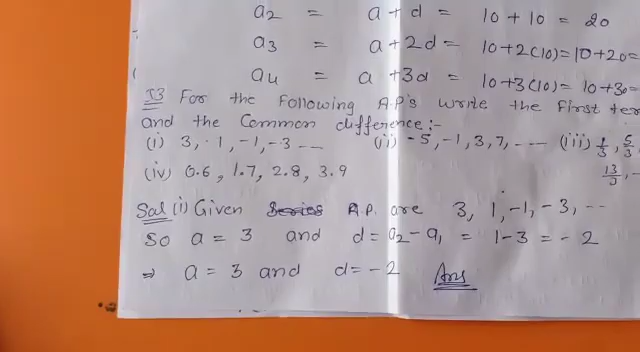 a2 = a + d = 10 + 10 = 20
a3 = a + 2d = 10+2(10)=10+20=
a4 = a +3d = 10+3(10) = 10+30=
I3 For the Following A.P's write the First ter
and the Common difference:-
(i) 3, 1, -1, -3 --- (ii) -5, -1, 3, 7, --- (iii) 1/3, 5/3,
13/3, -
(iv) 0.6, 1.7, 2.8, 3.9
Sol (i) Given A.P. are 3, 1, -1, -3, --
So a = 3 and d = a2 - a1 = 1-3 = -2
⇒ a = 3 and d = -2 Ans